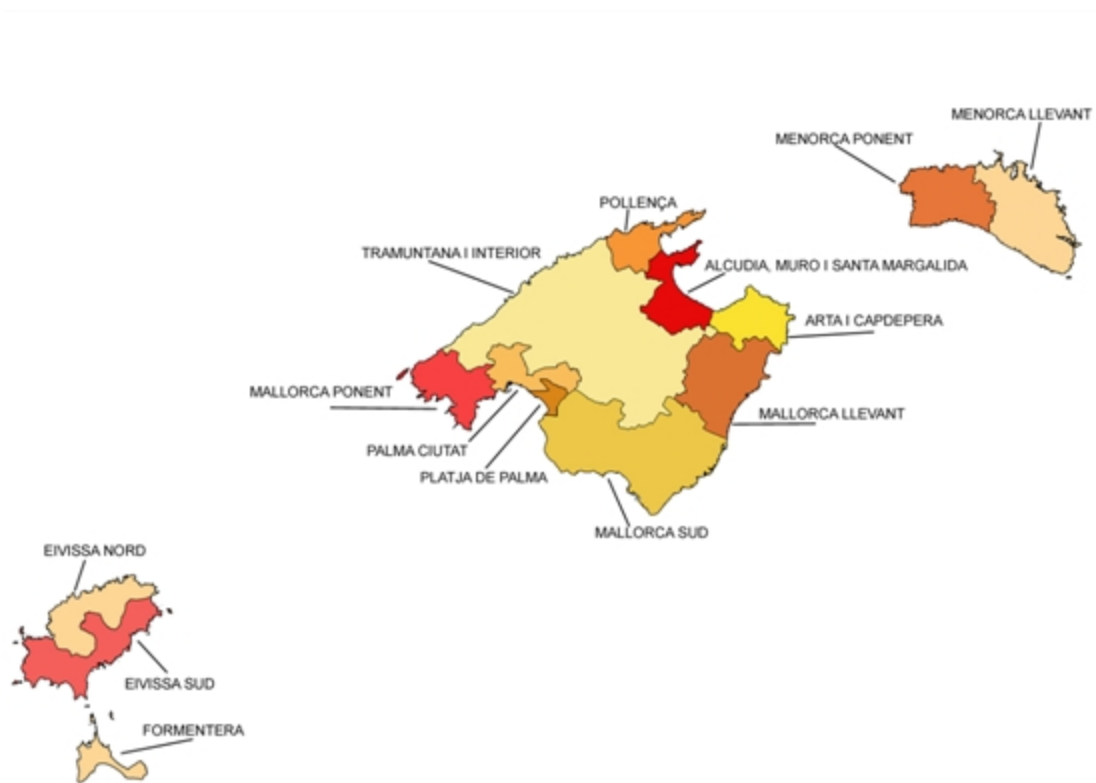 MENORCA LLEVANT
MENORCA PONENT
POLLENÇA
TRAMUNTANA I INTERIOR
ALCUDIA, MURO I SANTA MARGALIDA
ARTA I CAPDEPERA
MALLORCA PONENT
MALLORCA LLEVANT
PALMA CIUTAT
PLATJA DE PALMA
MALLORCA SUD
EIVISSA NORD
EIVISSA SUD
FORMENTERA